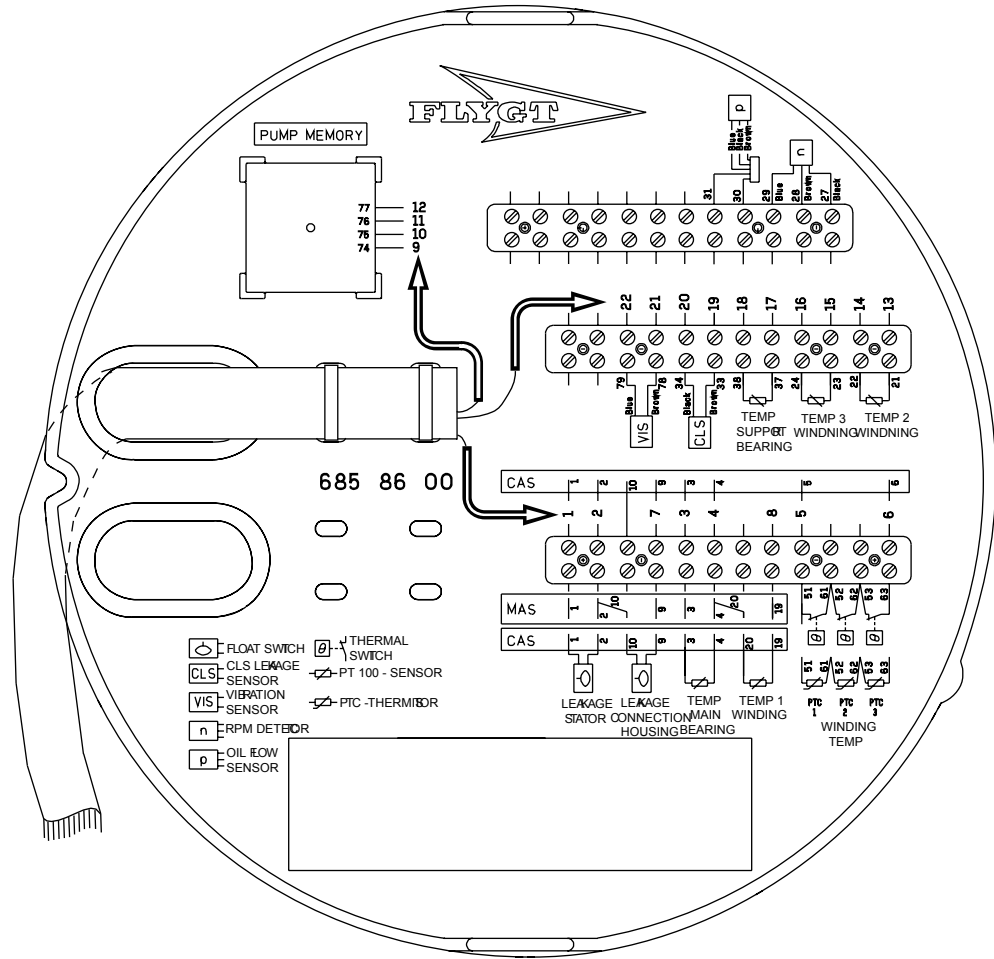 FLYGT
PUMP MEMORY
77 12
76 11
75 10
74 9
p
Blue
Black
Brown
n
31 30 29 28 27
Blue Brown Black
22 21 20 19 18 17 16 15 14 13
79 78 34 33 38 37 24 23 22 21
Blue Brown Black Brown
VIS CLS
TEMP
SUPPORT
BEARING
TEMP 3
WINDNING
TEMP 2
WINDNING
685 86 00
CAS 1 2 10 9 3 4 5 6
1 2 7 3 4 8 5 6
MAS 1 2 10 9 3 4 20 19
51 61 52 62 53 63
θ θ θ
CAS 1 2 10 9 3 4 20 19
51 61 52 62 53 63
LEAKAGE
STATOR
LEAKAGE
CONNECTION
HOUSING
TEMP
MAIN
BEARING
TEMP 1
WINDING
PTC
1
PTC
2
PTC
3
WINDING
TEMP
FLOAT SWITCH
CLS CLS LEAKAGE
SENSOR
VIS VIBRATION
SENSOR
n RPM DETECTOR
p OIL FLOW
SENSOR
θ THERMAL
SWITCH
PT 100 - SENSOR
PTC -THERMISTOR